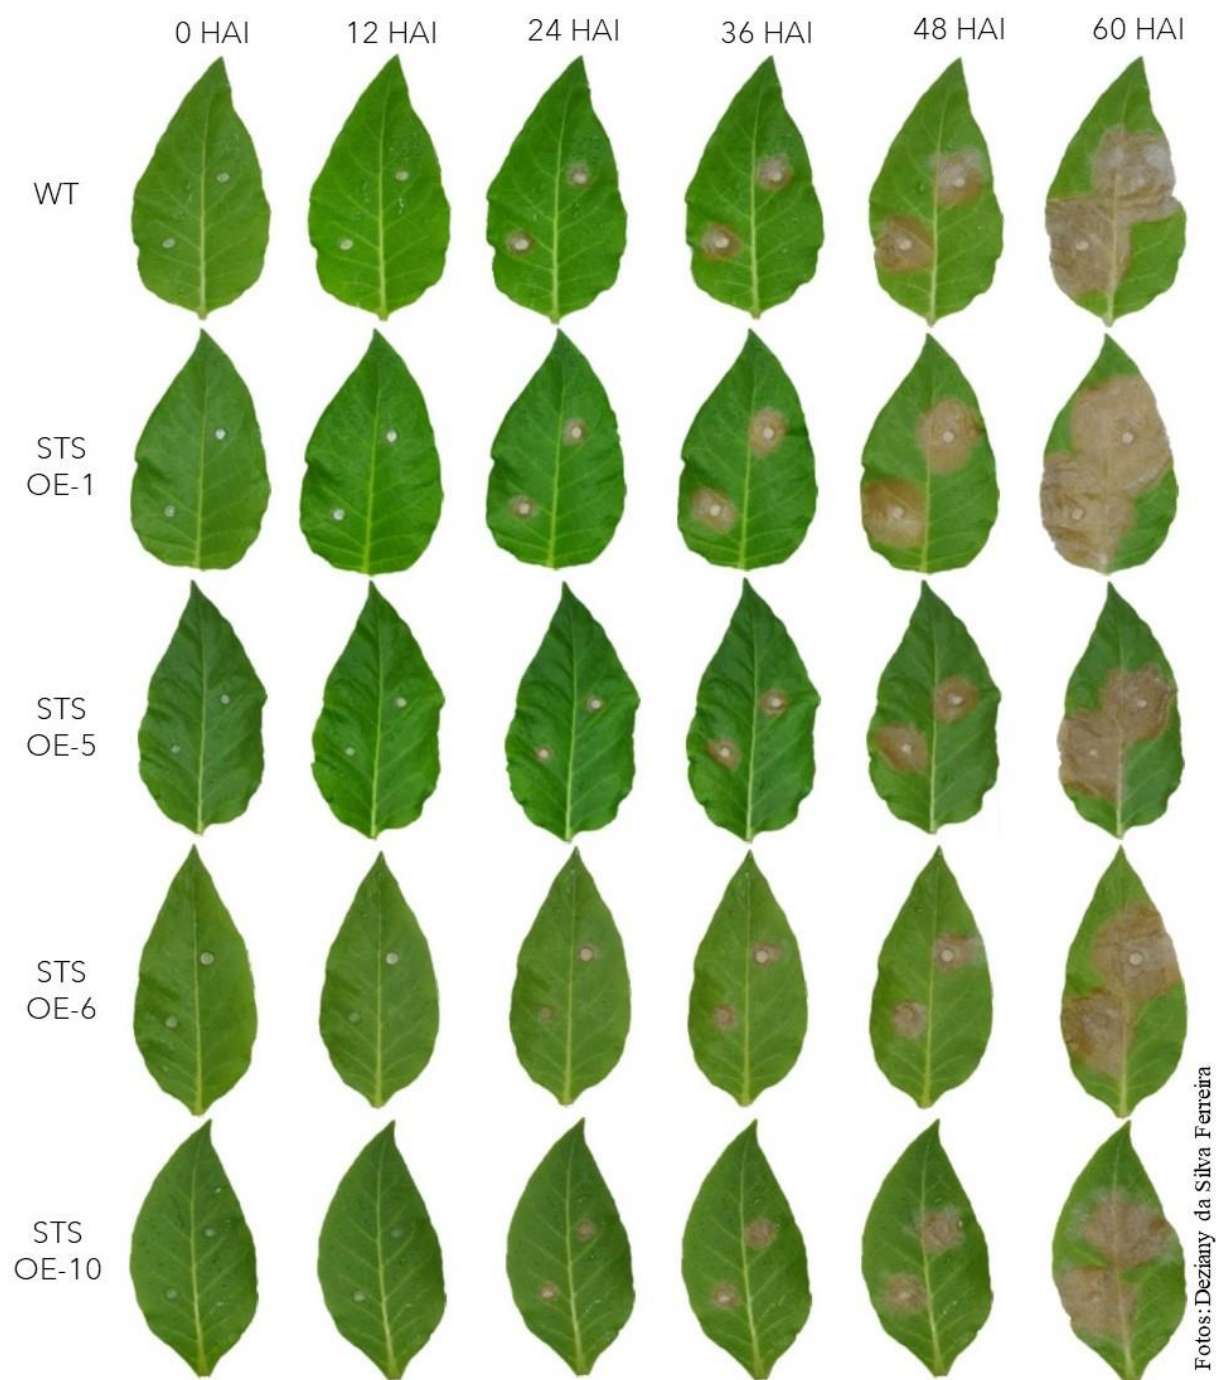 0 HAI
12 HAI
24 HAI
36 HAI
48 HAI
60 HAI
WT
STS
OE-1
STS
OE-5
STS
OE-6
STS
OE-10
Fotos:Deziany da Silva Ferreira